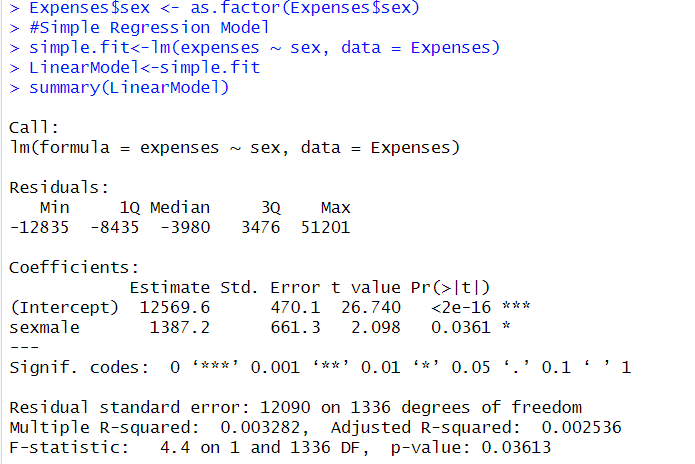 > Expenses$sex <- as.factor(Expenses$sex)
> #Simple Regression Model
> simple.fit<-lm(expenses ~ sex, data = Expenses)
> LinearModel<-simple.fit
> summary(LinearModel)
Call:
lm(formula = expenses ~ sex, data = Expenses)
Residuals:
   Min     1Q Median     3Q    Max
-12835  -8435  -3980   3476  51201
Coefficients:
            Estimate Std. Error t value Pr(>|t|)
(Intercept)  12569.6      470.1  26.740   <2e-16 ***
sexmale       1387.2      661.3   2.098   0.0361 *
---
Signif. codes:  0 ‘***’ 0.001 ‘**’ 0.01 ‘*’ 0.05 ‘.’ 0.1 ‘ ’ 1
Residual standard error: 12090 on 1336 degrees of freedom
Multiple R-squared:  0.003282,  Adjusted R-squared:  0.002536
F-statistic:   4.4 on 1 and 1336 DF,  p-value: 0.03613